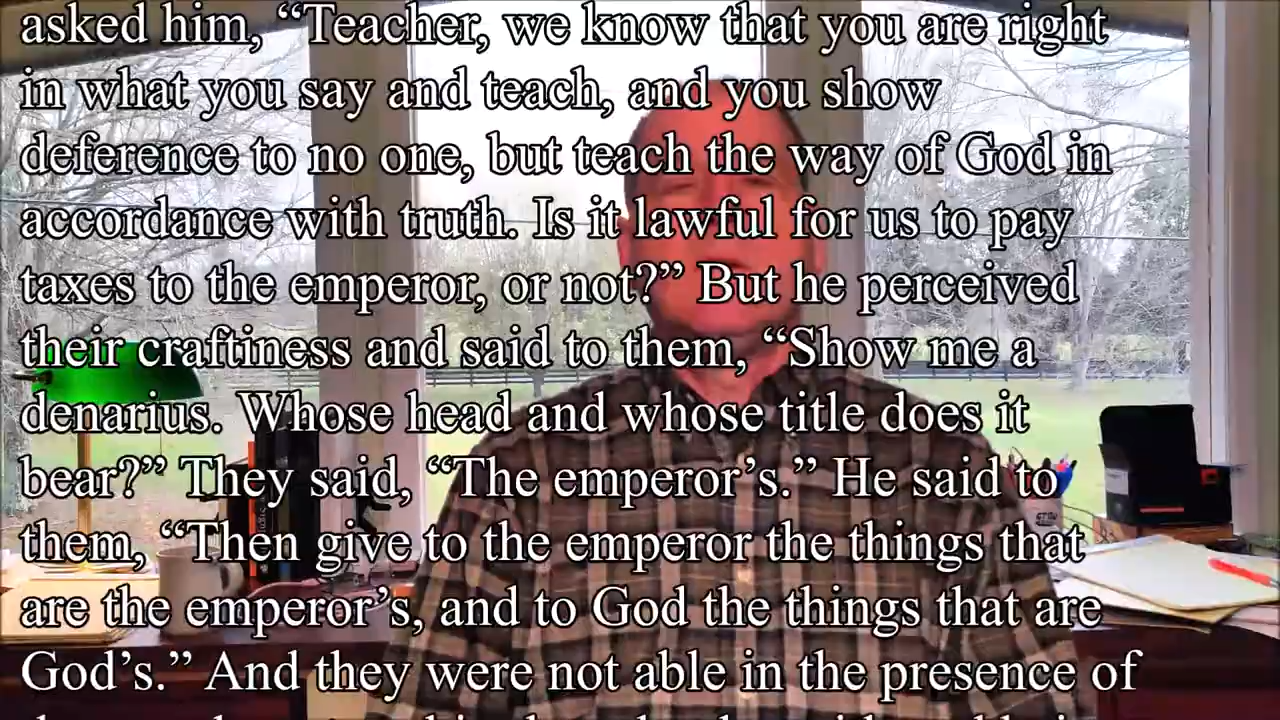 asked him, “Teacher, we know that you are right
in what you say and teach, and you show
deference to no one, but teach the way of God in
accordance with truth. Is it lawful for us to pay
taxes to the emperor, or not?” But he perceived
their craftiness and said to them, “Show me a
denarius. Whose head and whose title does it
bear?” They said, “The emperor’s.” He said to
them, “Then give to the emperor the things that
are the emperor’s, and to God the things that are
God’s.” And they were not able in the presence of